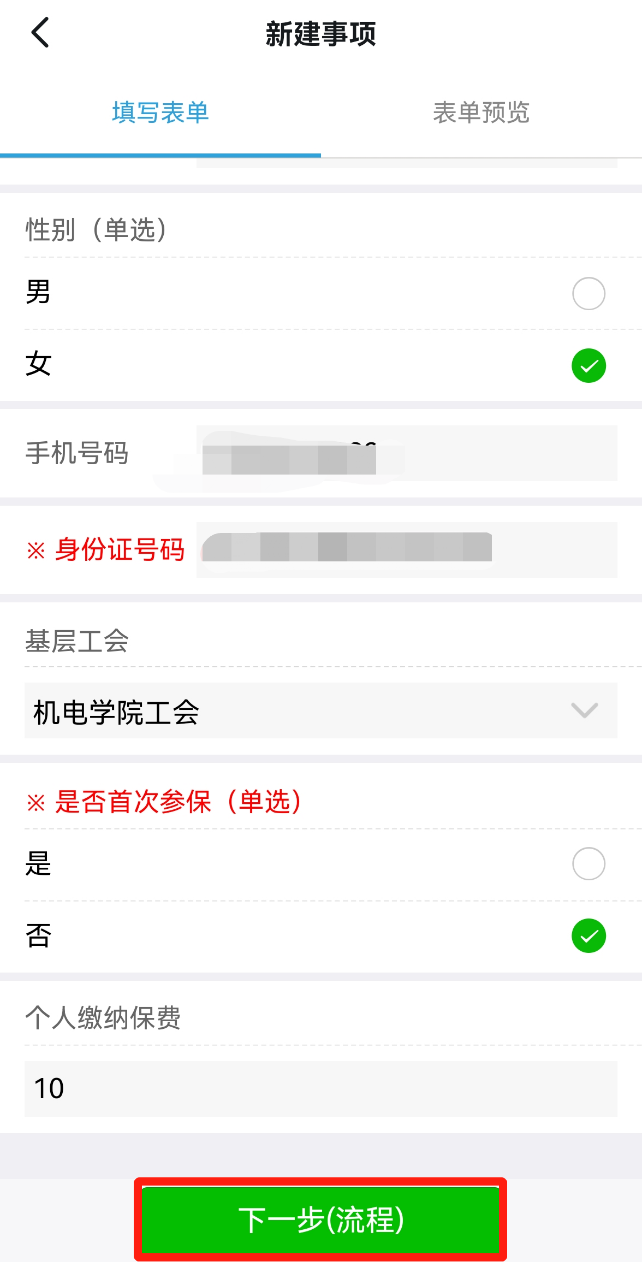 新建事项
填写表单
表单预览
性别（单选）
男
女
手机号码
※ 身份证号码
基层工会
机电学院工会
※ 是否首次参保（单选）
是
否
个人缴纳保费
10
下一步(流程)